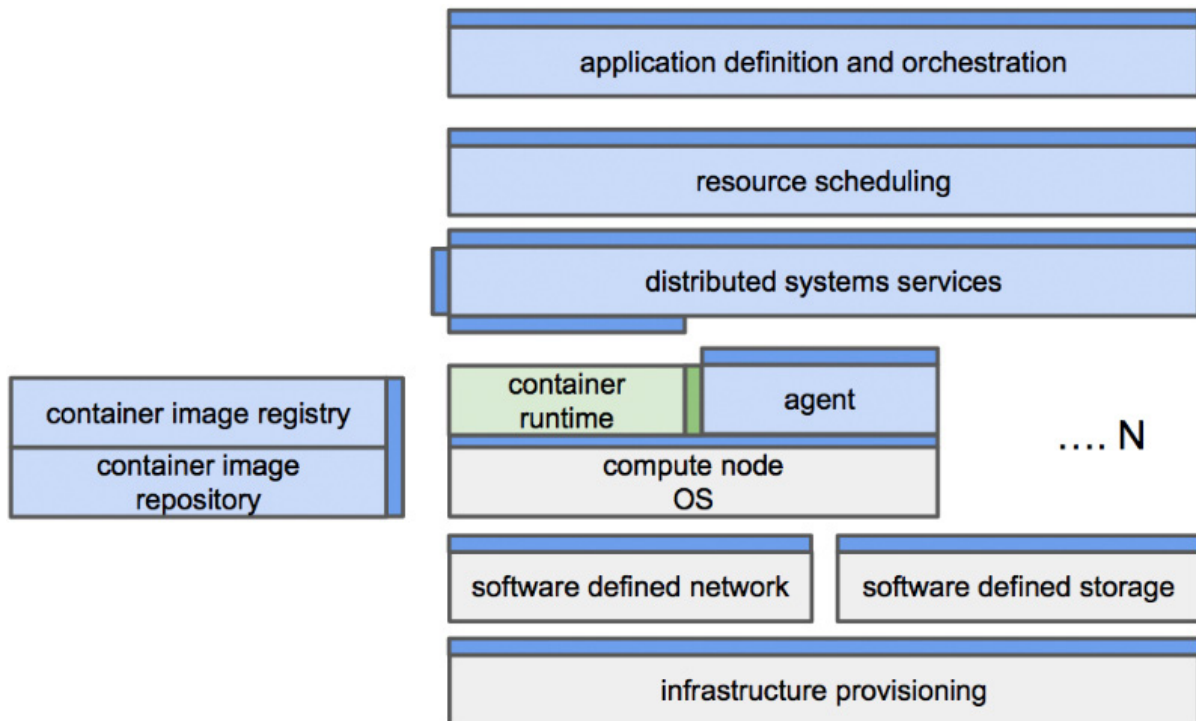 application definition and orchestration
resource scheduling
distributed systems services
container image registry
container image
repository
container
runtime
agent
.... N
compute node
OS
software defined network
software defined storage
infrastructure provisioning